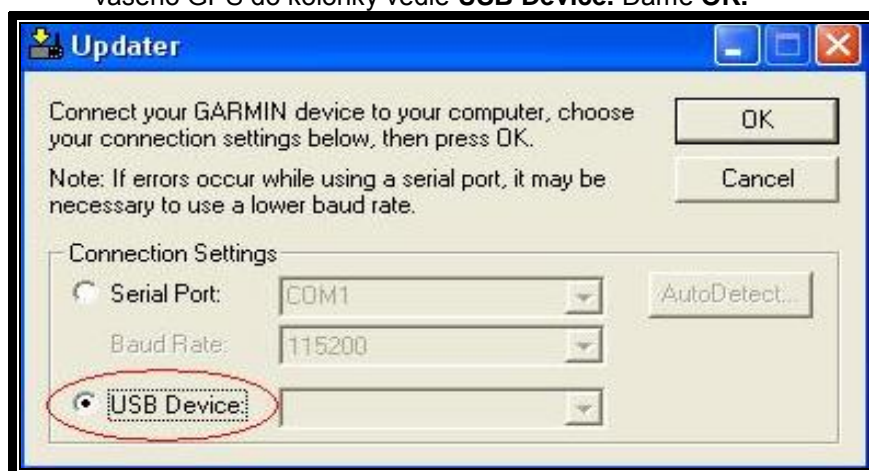 vašeho GPS do kolonky vedle USB Device. Dáme OK.
Updater
Connect your GARMIN device to your computer, choose
your connection settings below, then press OK.
OK
Note: If errors occur while using a serial port, it may be
necessary to use a lower baud rate.
Cancel
Connection Settings
Serial Port: COM1 AutoDetect...
Baud Rate: 115200
USB Device: